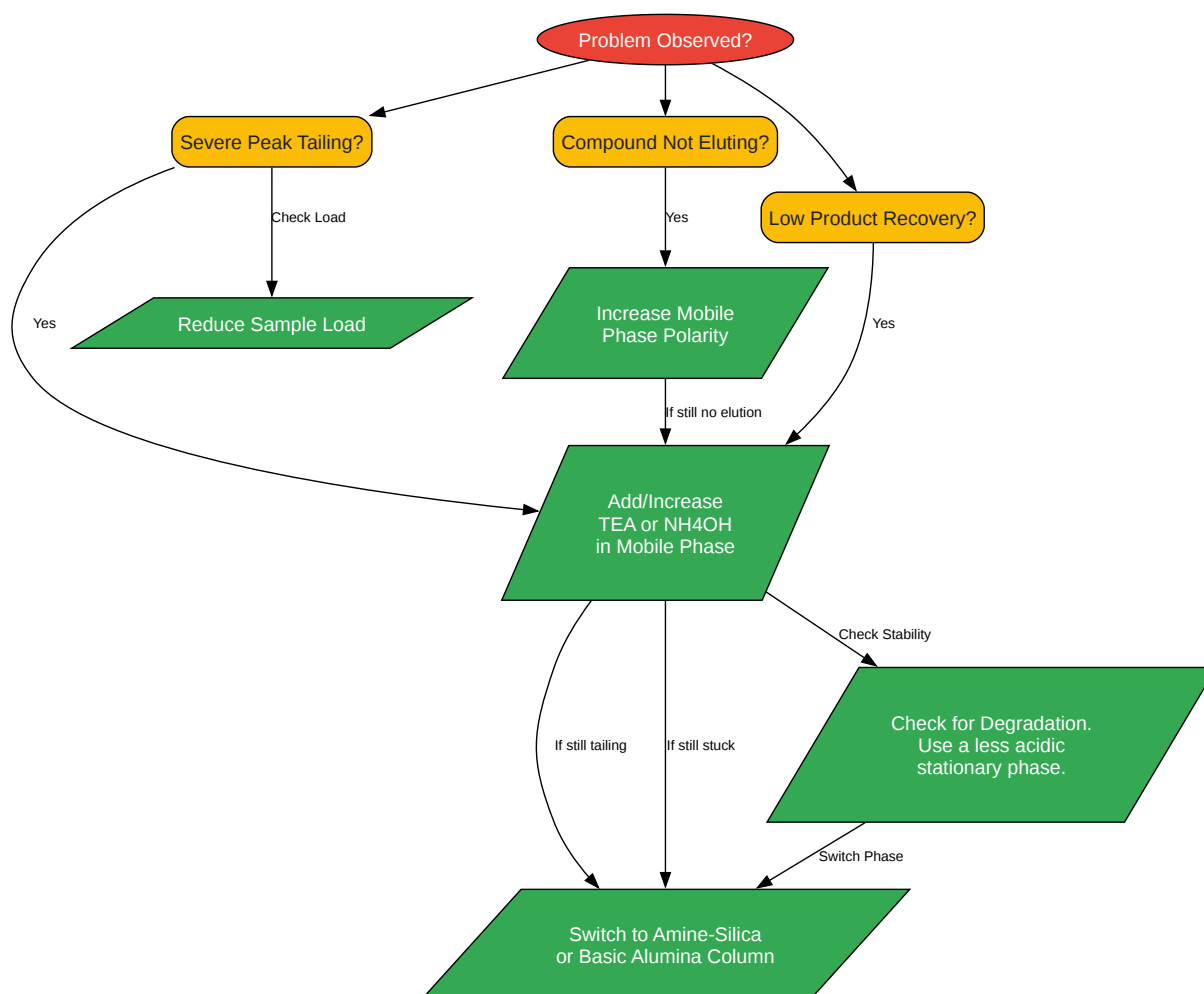 Problem Observed?
Severe Peak Tailing?
Compound Not Eluting?
Low Product Recovery?
Check Load
Yes
Yes
Yes
Reduce Sample Load
Increase Mobile
Phase Polarity
If still no elution
Add/Increase
TEA or NH4OH
in Mobile Phase
Check Stability
If still tailing
If still stuck
Check for Degradation.
Use a less acidic
stationary phase.
Switch Phase
Switch to Amine-Silica
or Basic Alumina Column